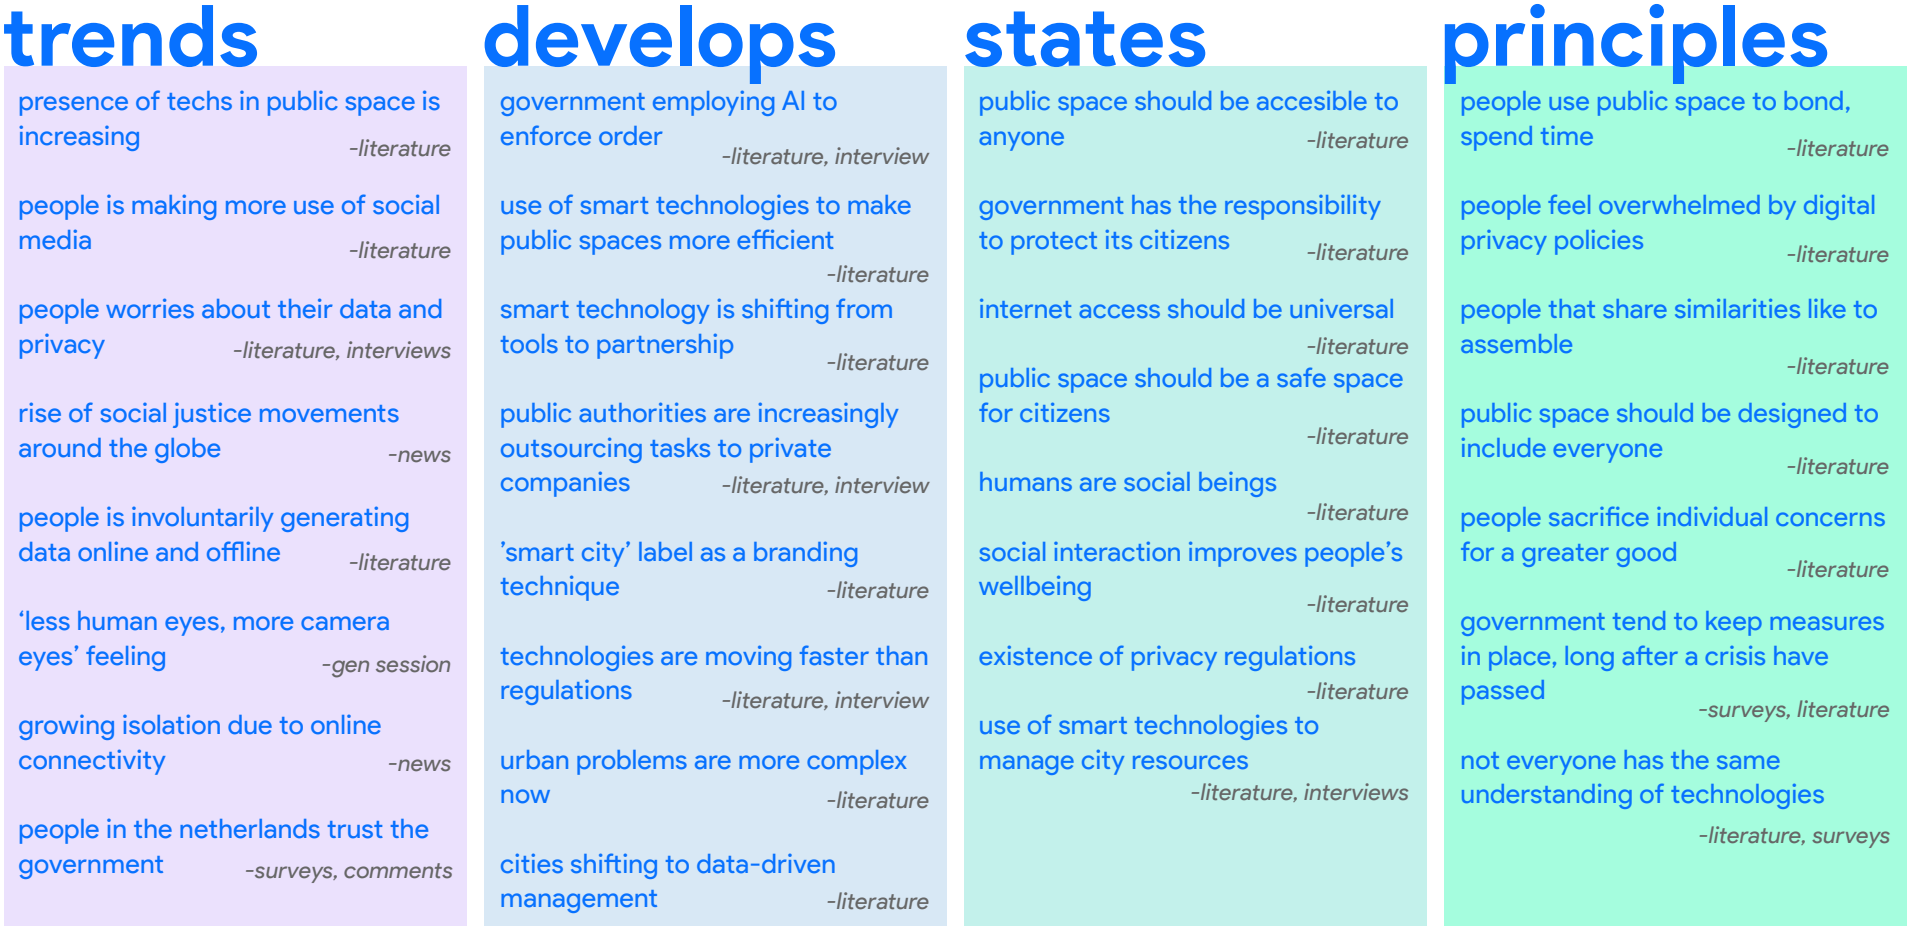 trends
presence of techs in public space is
increasing
-literature
people is making more use of social
media
-literature
people worries about their data and
privacy
-literature, interviews
rise of social justice movements
around the globe
-news
people is involuntarily generating
data online and offline
-literature
‘less human eyes, more camera
eyes’ feeling
-gen session
growing isolation due to online
connectivity
-news
people in the netherlands trust the
government
-surveys, comments
develops
government employing AI to
enforce order
-literature, interview
use of smart technologies to make
public spaces more efficient
-literature
smart technology is shifting from
tools to partnership
-literature
public authorities are increasingly
outsourcing tasks to private
companies
-literature, interview
’smart city’ label as a branding
technique
-literature
technologies are moving faster than
regulations
-literature, interview
urban problems are more complex
now
-literature
cities shifting to data-driven
management
-literature
states
public space should be accesible to
anyone
-literature
government has the responsibility
to protect its citizens
-literature
internet access should be universal
-literature
public space should be a safe space
for citizens
-literature
humans are social beings
-literature
social interaction improves people’s
wellbeing
-literature
existence of privacy regulations
-literature
use of smart technologies to
manage city resources
-literature, interviews
principles
people use public space to bond,
spend time
-literature
people feel overwhelmed by digital
privacy policies
-literature
people that share similarities like to
assemble
-literature
public space should be designed to
include everyone
-literature
people sacrifice individual concerns
for a greater good
-literature
government tend to keep measures
in place, long after a crisis have
passed
-surveys, literature
not everyone has the same
understanding of technologies
-literature, surveys